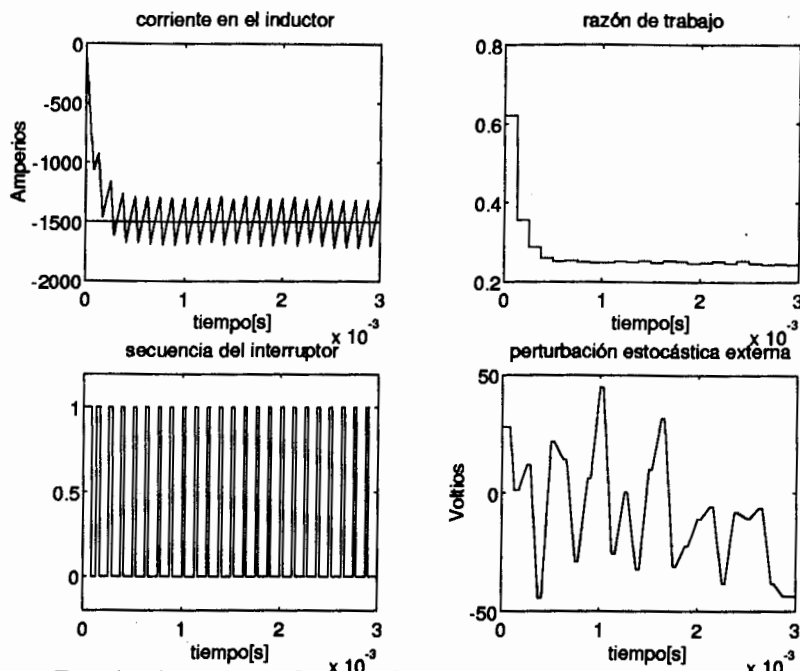 corriente en el inductor
0
-500
-1000
-1500
-2000
Amperios
0 1 2 3
tiempo[s]
x 10-3
razón de trabajo
0.8
0.6
0.4
0.2
0 1 2 3
tiempo[s]
x 10-3
secuencia del interruptor
1
0.5
0
0 1 2 3
tiempo[s]
x 10-3
perturbación estocástica externa
50
0
-50
Voltios
0 1 2 3
tiempo[s]
x 10-3